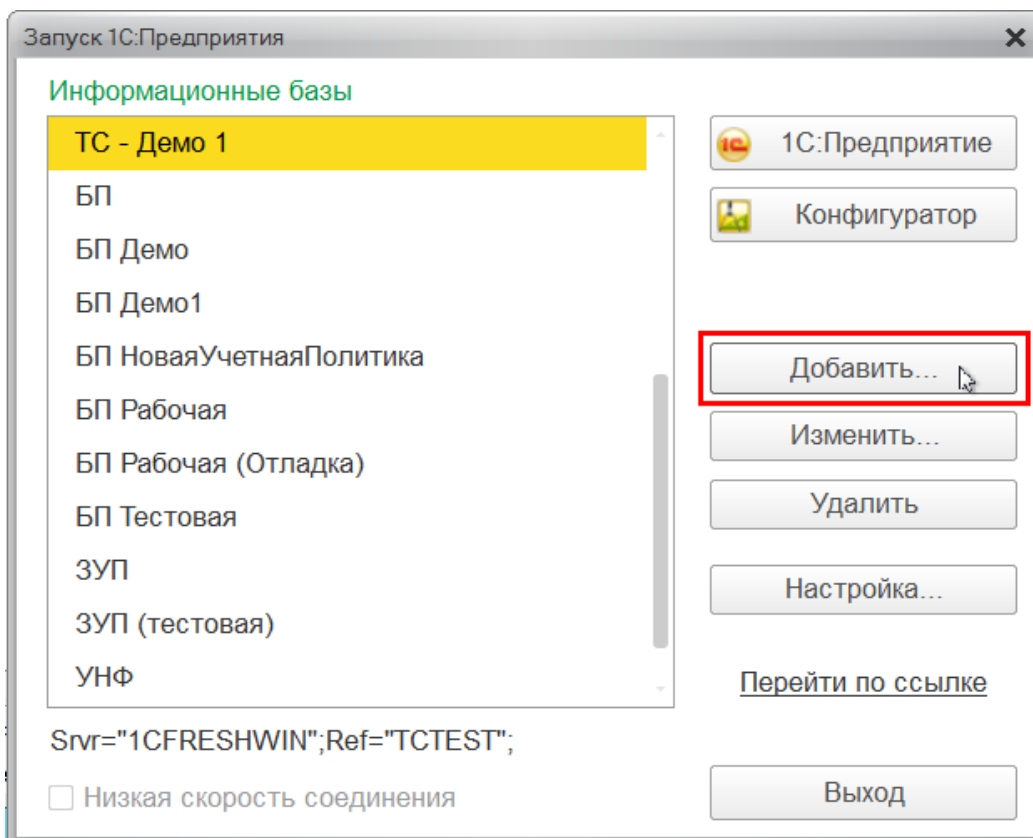 Запуск 1С:Предприятия
Информационные базы
ТС - Демо 1
БП
БП Демо
БП Демо1
БП НоваяУчетнаяПолитика
БП Рабочая
БП Рабочая (Отладка)
БП Тестовая
ЗУП
ЗУП (тестовая)
УНФ
Srvr="1CFRESHWIN";Ref="TCTEST";
Низкая скорость соединения
1С:Предприятие
Конфигуратор
Добавить...
Изменить...
Удалить
Настройка...
Перейти по ссылке
Выход